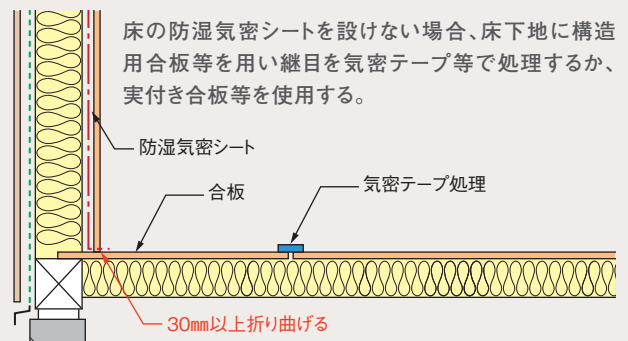 床の防湿気密シートを設けない場合、床下地に構造
用合板等を用い継目を気密テープ等で処理するか、
実付き合板等を使用する。
防湿気密シート
合板
気密テープ処理
30㎜以上折り曲げる